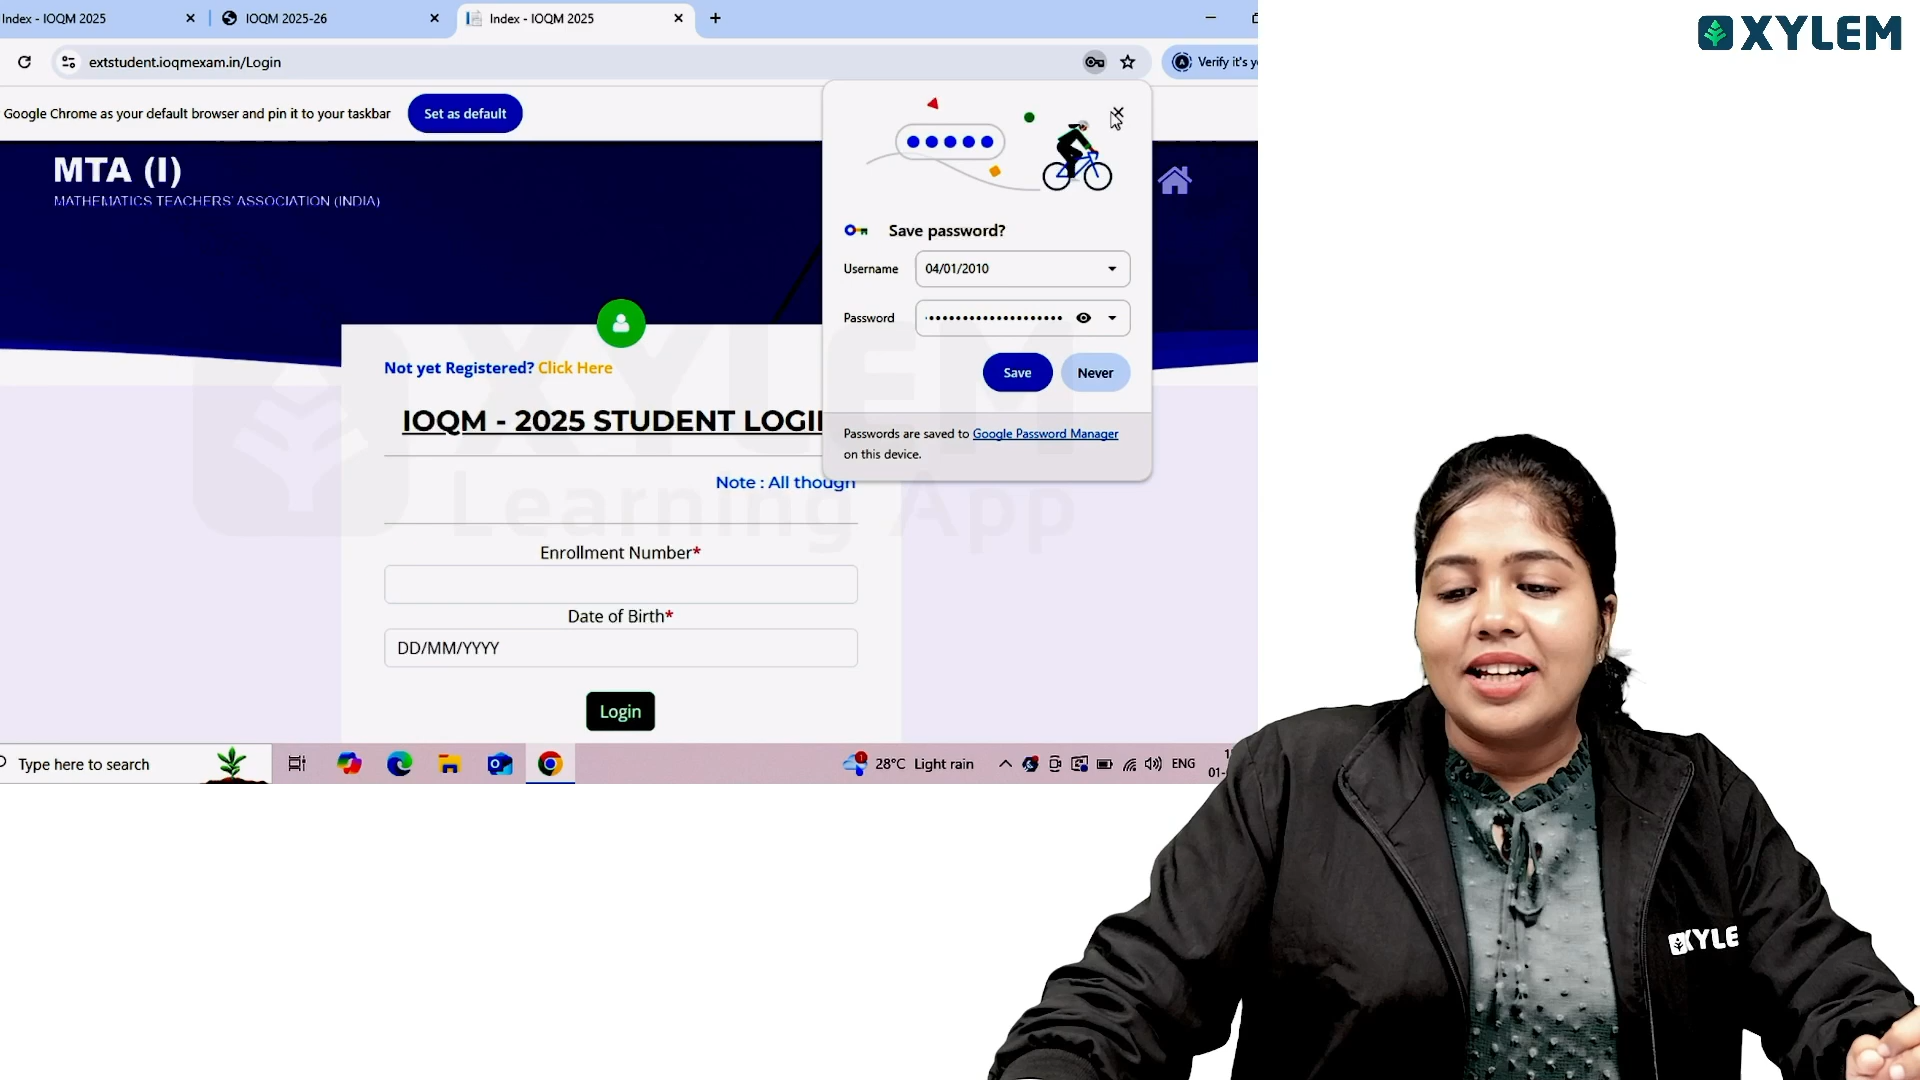 Index - IOQM 2025
IOQM 2025-26
Index - IOQM 2025
extstudent.ioqmexam.in/Login
Verify it's
Google Chrome as your default browser and pin it to your taskbar
Set as default
XYLEM
MTA (I)
MATHEMATICS TEACHERS' ASSOCIATION (INDIA)
Save password?
Username
04/01/2010
Password
Save
Never
Passwords are saved to Google Password Manager
on this device.
Not yet Registered? Click Here
IOQM - 2025 STUDENT
Note : All though
XYLEM
Learning App
Enrollment Number*
Date of Birth*
DD/MM/YYYY
Login
Type here to search
28°C Light rain
ENG
XYLE